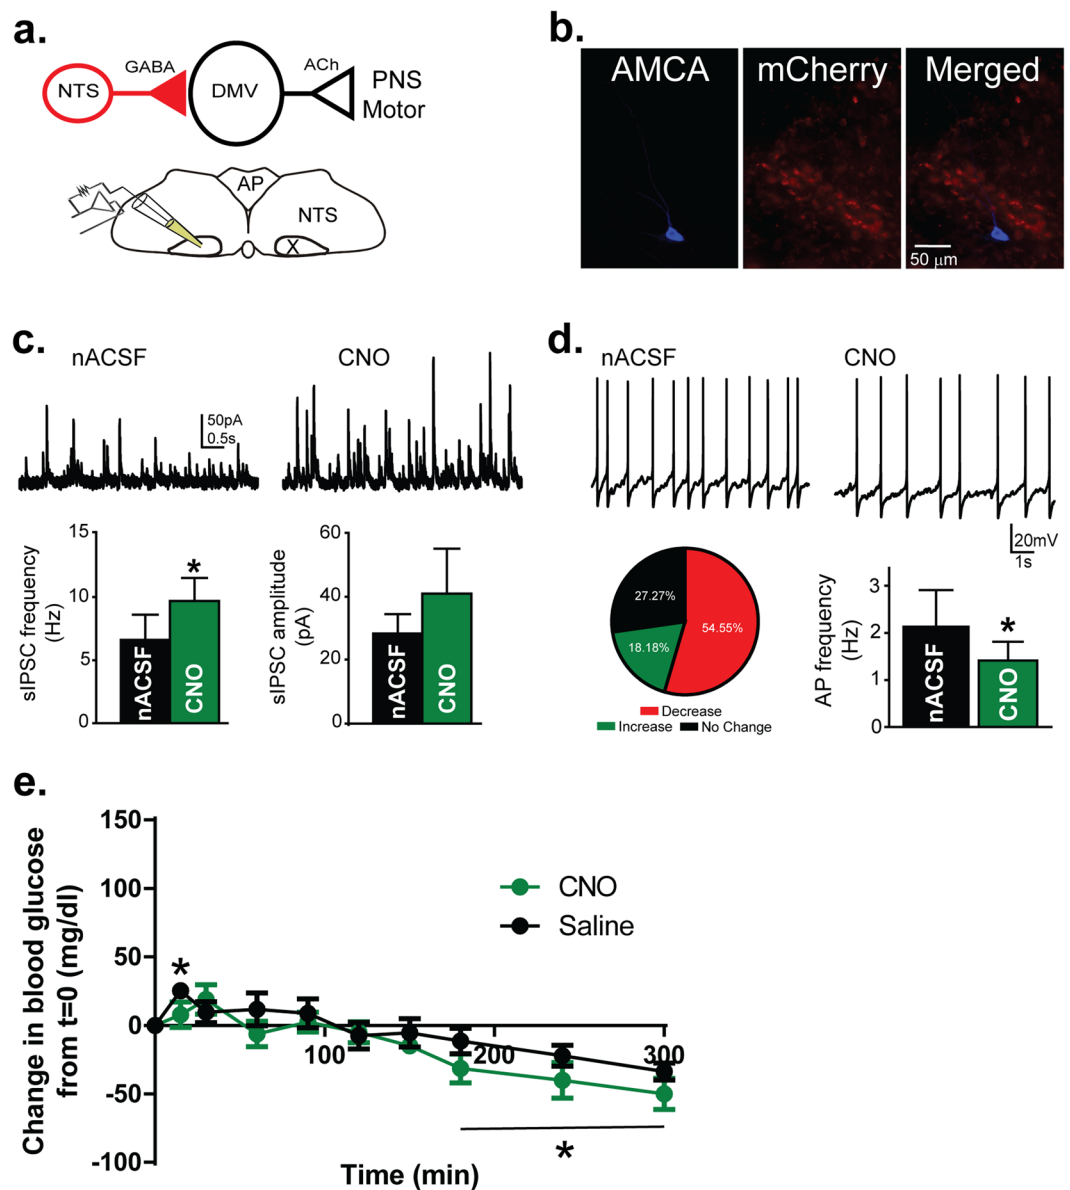 a.
NTS
GABA
DMV
ACh
PNS
Motor
AP
NTS
X
b.
AMCA
mCherry
Merged
50 μm
c.
nACSF
CNO
50pA
0.5s
15
10
5
0
sIPSC frequency
(Hz)
*
nACSF
CNO
60
40
20
0
sIPSC amplitude
(pA)
nACSF
CNO
d.
nACSF
CNO
20mV
1s
27.27%
54.55%
18.18%
Decrease
Increase
No Change
3
2
1
0
AP frequency
(Hz)
*
nACSF
CNO
e.
Change in blood glucose
from t=0 (mg/dl)
150
100
50
0
-50
-100
*
CNO
Saline
100
200
300
*
Time (min)